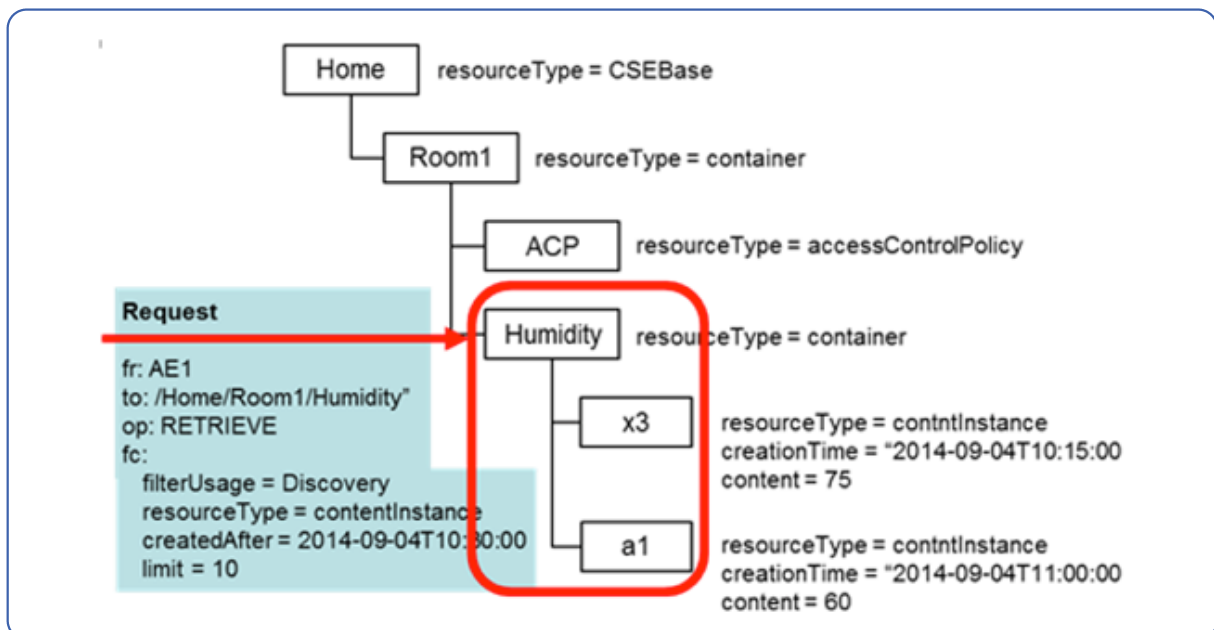 Home
resourceType = CSEBase
Room1
resourceType = container
ACP
resourceType = accessControlPolicy
Request
Humidity
resourceType = container
fr: AE1
to: /Home/Room1/Humidity”
op: RETRIEVE
fc:
filterUsage = Discovery
resourceType = contentInstance
createdAfter = 2014-09-04T10:30:00
limit = 10
x3
resourceType = contntInstance
creationTime = “2014-09-04T10:15:00
content = 75
a1
resourceType = contntInstance
creationTime = “2014-09-04T11:00:00
content = 60